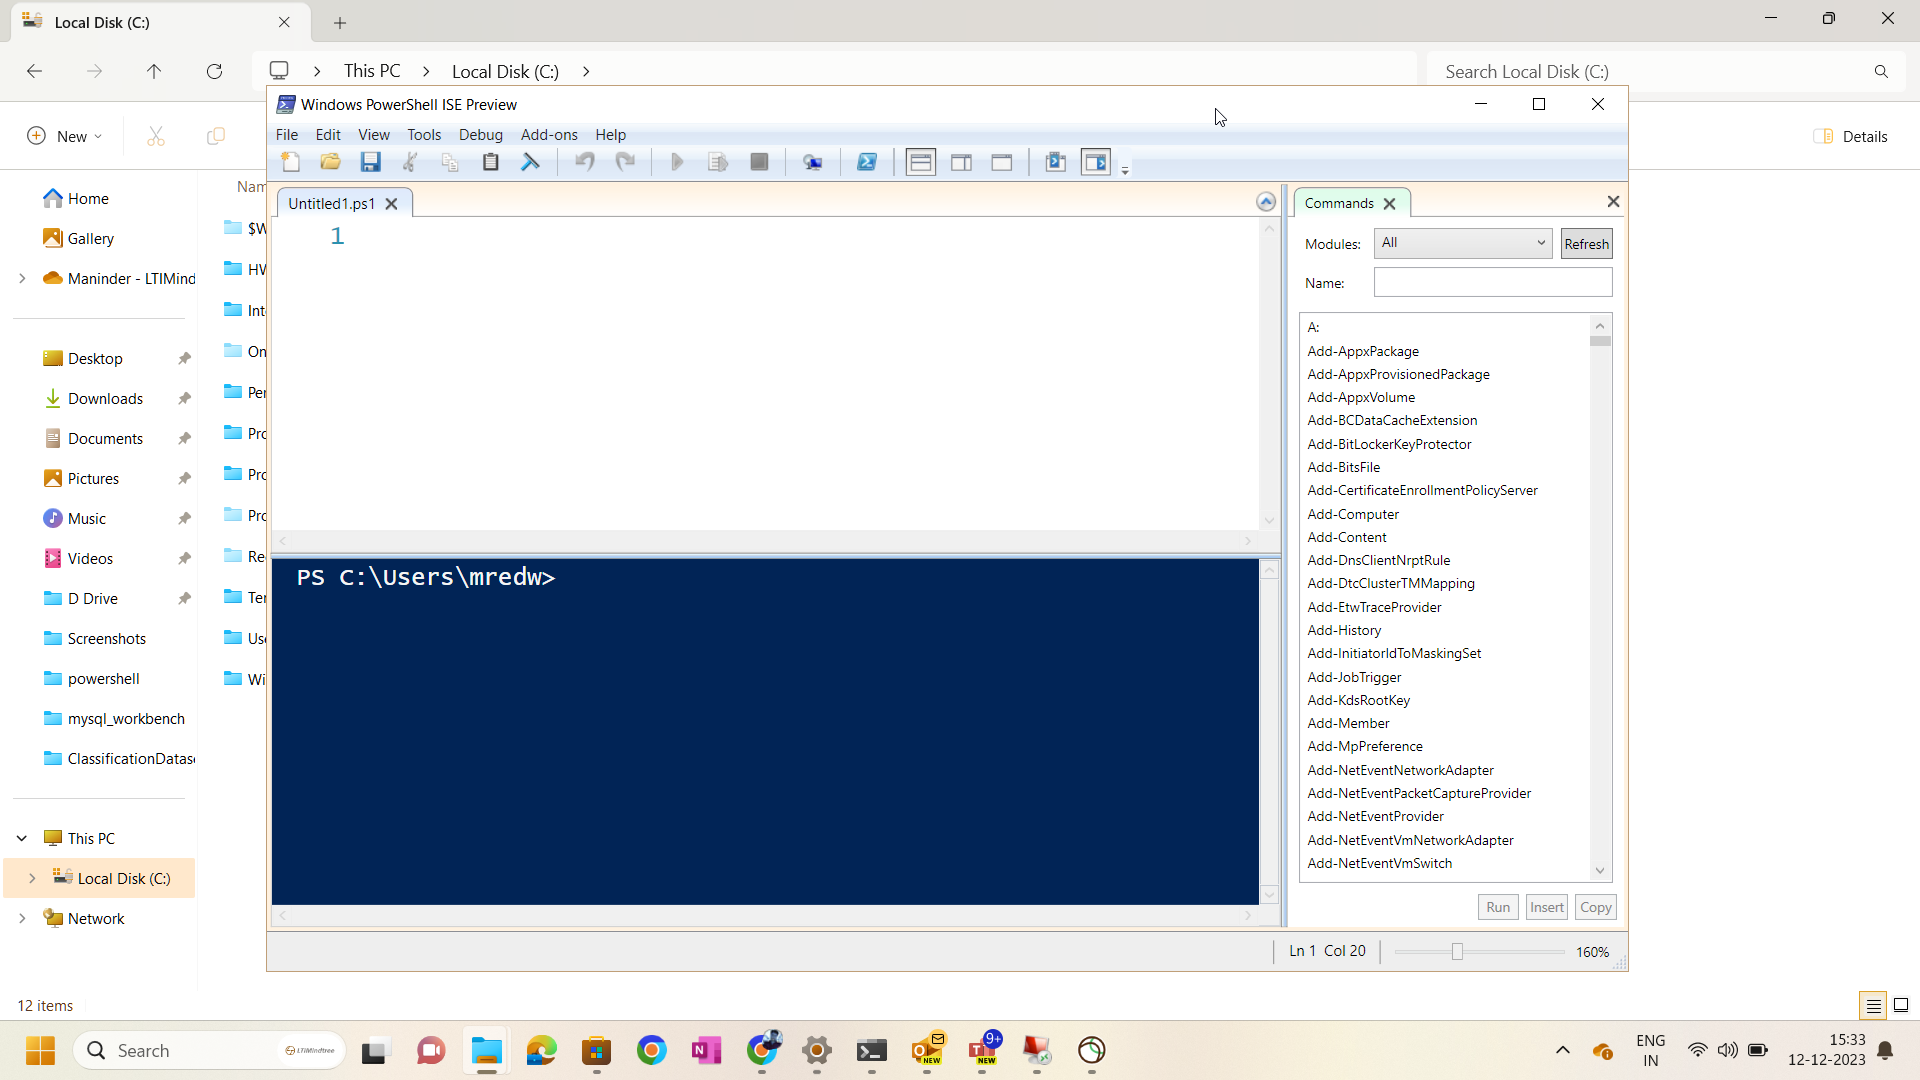 Local Disk (C:)
This PC
Local Disk (C:)
Search Local Disk (C:)
New
Details
Home
Gallery
Maninder - LTIMind
Desktop
Downloads
Documents
Pictures
Music
Videos
D Drive
Screenshots
powershell
mysql_workbench
ClassificationDatas
This PC
Local Disk (C:)
Network
12 items
Nam
$W
HW
Int
On
Per
Pro
Pro
Pro
Re
Ter
Use
Wi
Windows PowerShell ISE Preview
File Edit View Tools Debug Add-ons Help
Untitled1.ps1
1
PS C:\Users\mredw>
Commands
Modules: All Refresh
Name:
A:
Add-AppxPackage
Add-AppxProvisionedPackage
Add-AppxVolume
Add-BCDataCacheExtension
Add-BitLockerKeyProtector
Add-BitsFile
Add-CertificateEnrollmentPolicyServer
Add-Computer
Add-Content
Add-DnsClientNrptRule
Add-DtcClusterTMMapping
Add-EtwTraceProvider
Add-History
Add-InitiatorIdToMaskingSet
Add-JobTrigger
Add-KdsRootKey
Add-Member
Add-MpPreference
Add-NetEventNetworkAdapter
Add-NetEventPacketCaptureProvider
Add-NetEventProvider
Add-NetEventVmNetworkAdapter
Add-NetEventVmSwitch
Run Insert Copy
Ln 1 Col 20
160%
Search
LTIMindtree
NEW
9+
NEW
ENG
IN
15:33
12-12-2023